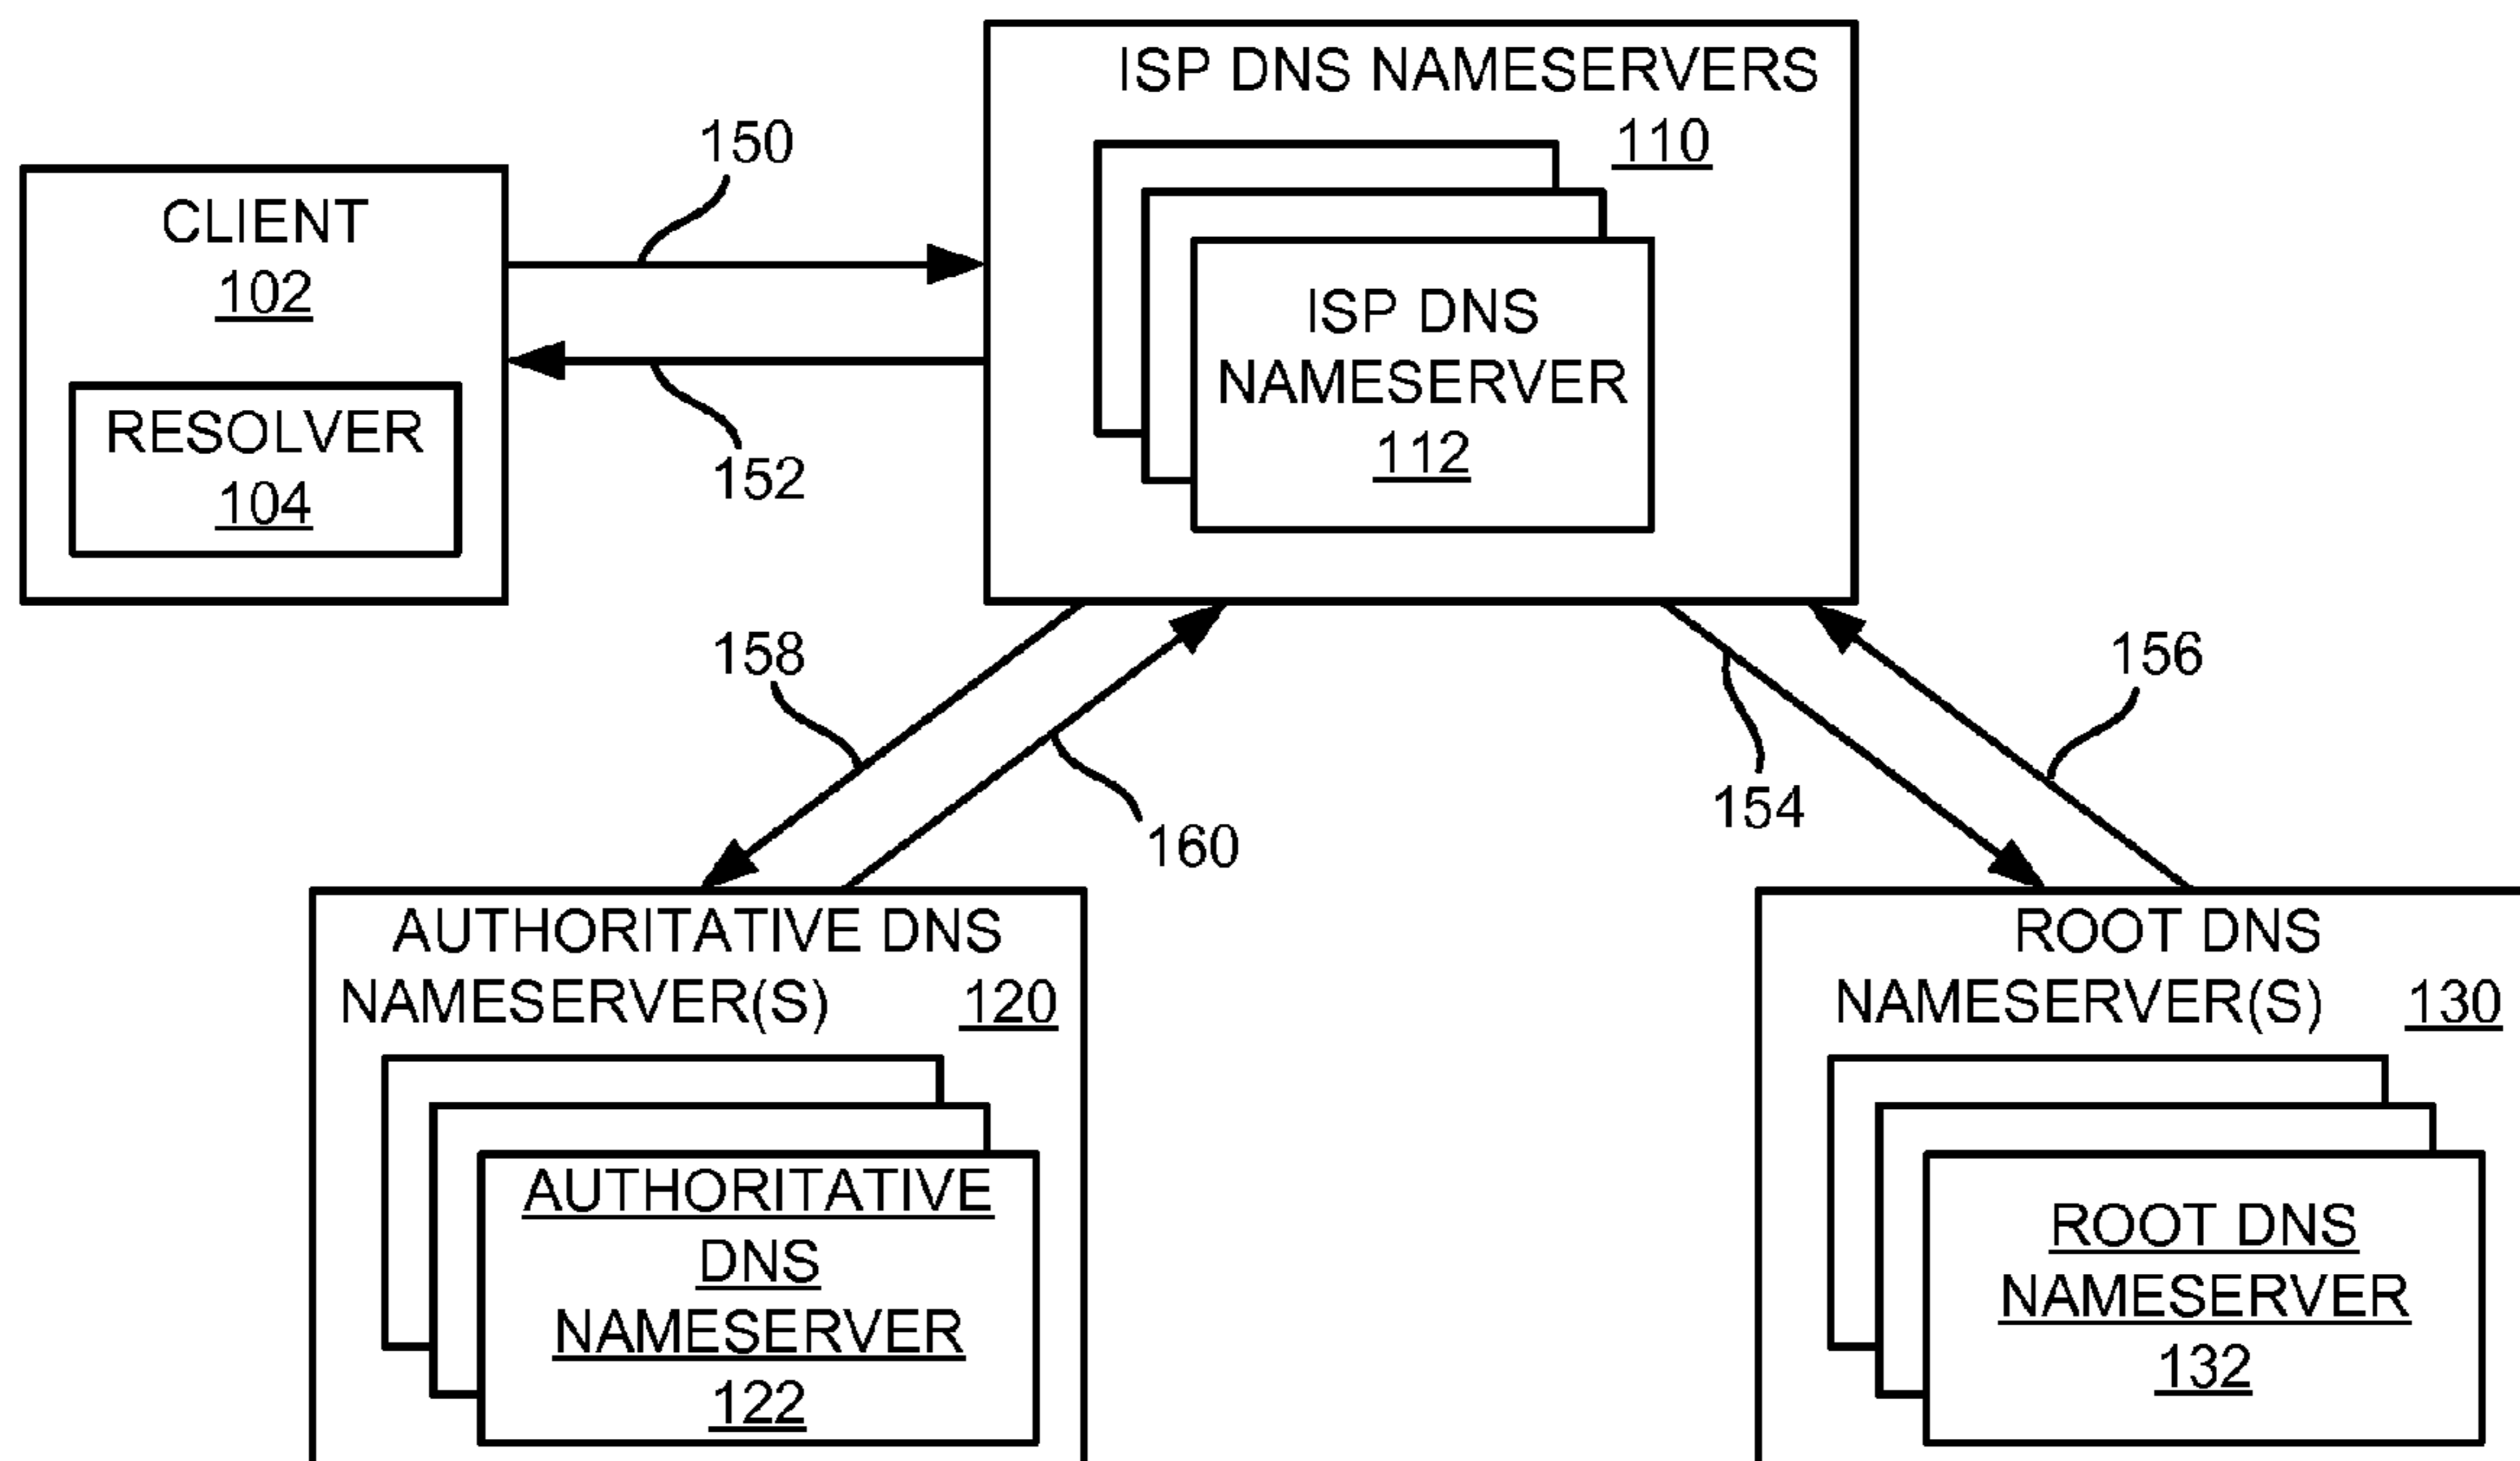 CLIENT
102
RESOLVER
104
150
152
ISP DNS NAMESERVERS
110
ISP DNS
NAMESERVER
112
158
160
154
156
AUTHORITATIVE DNS
NAMESERVER(S) 120
AUTHORITATIVE
DNS
NAMESERVER
122
ROOT DNS
NAMESERVER(S) 130
ROOT DNS
NAMESERVER
132